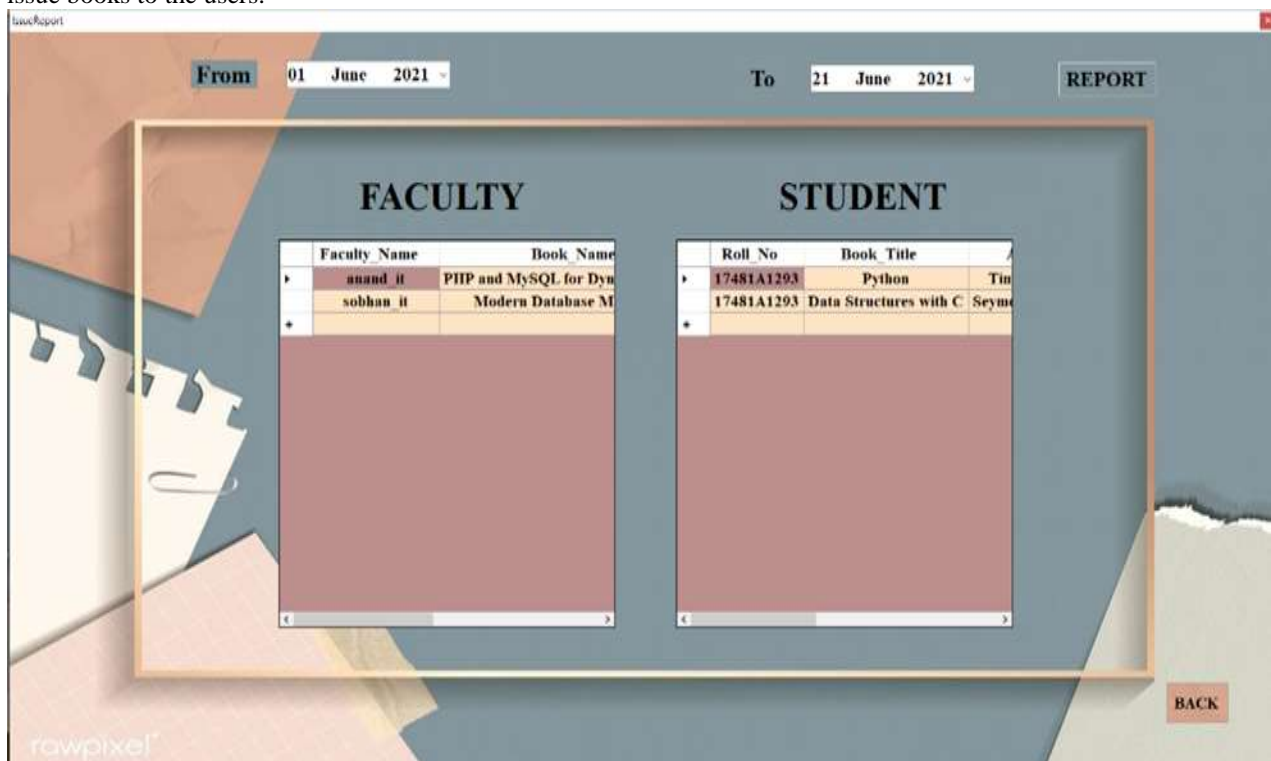 issue books to the users.
IssueReport
From 01 June 2021 To 21 June 2021 REPORT
FACULTY STUDENT
Faculty_Name Book_Name Roll_No Book_Title A
anand_it PHP and MySQL for Dyn 17481A1293 Python Tin
sobhan_it Modern Database M 17481A1293 Data Structures with C Seymo
BACK
rawpixel